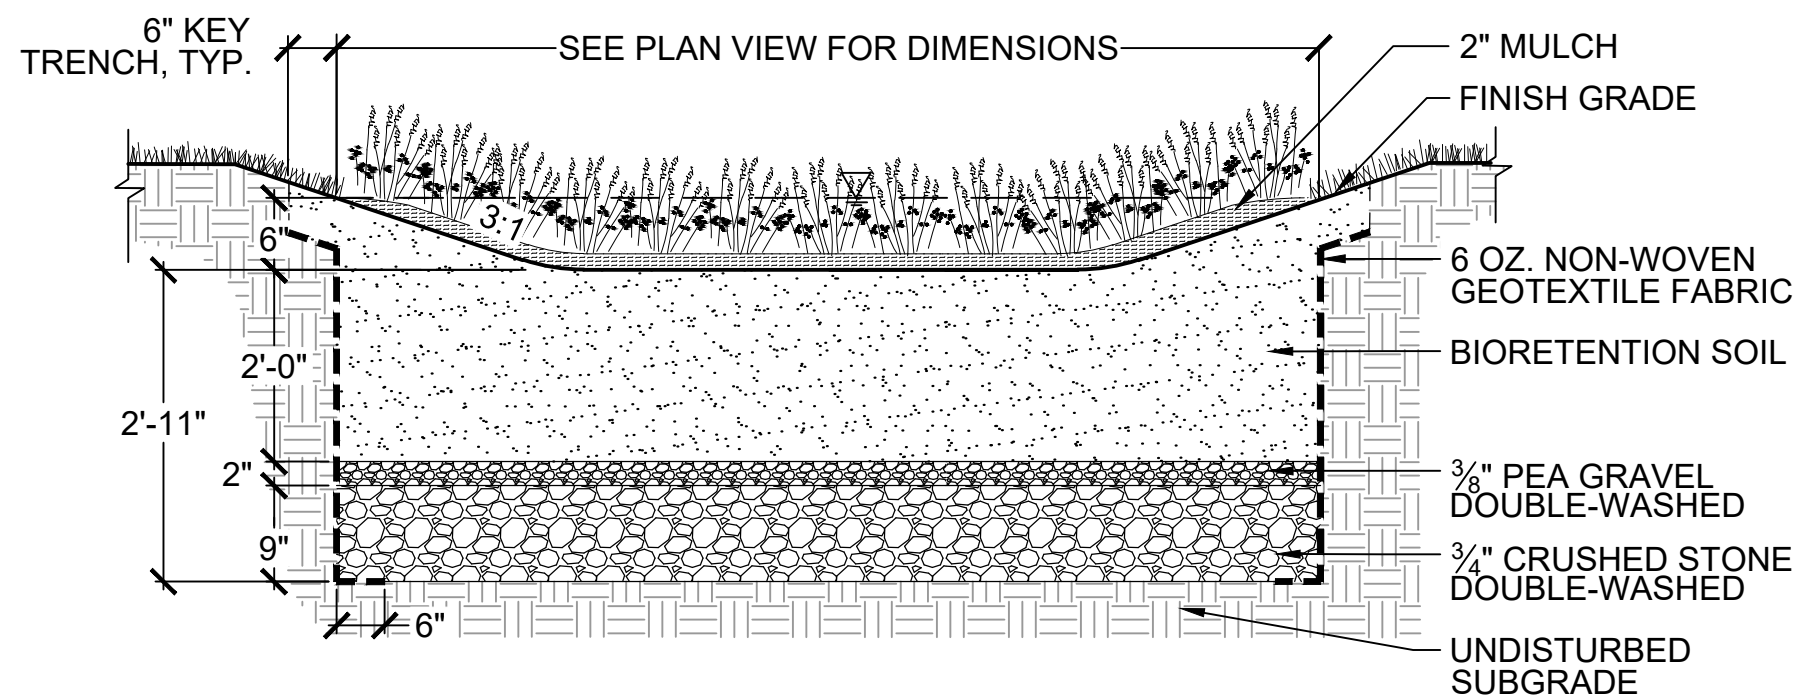 6" KEY
TRENCH, TYP.
SEE PLAN VIEW FOR DIMENSIONS
2" MULCH
FINISH GRADE
3:1
6"
6 OZ. NON-WOVEN
GEOTEXTILE FABRIC
2'-0"
BIORETENTION SOIL
2'-11"
2"
3/8" PEA GRAVEL
DOUBLE-WASHED
9"
3/4" CRUSHED STONE
DOUBLE-WASHED
6"
UNDISTURBED
SUBGRADE